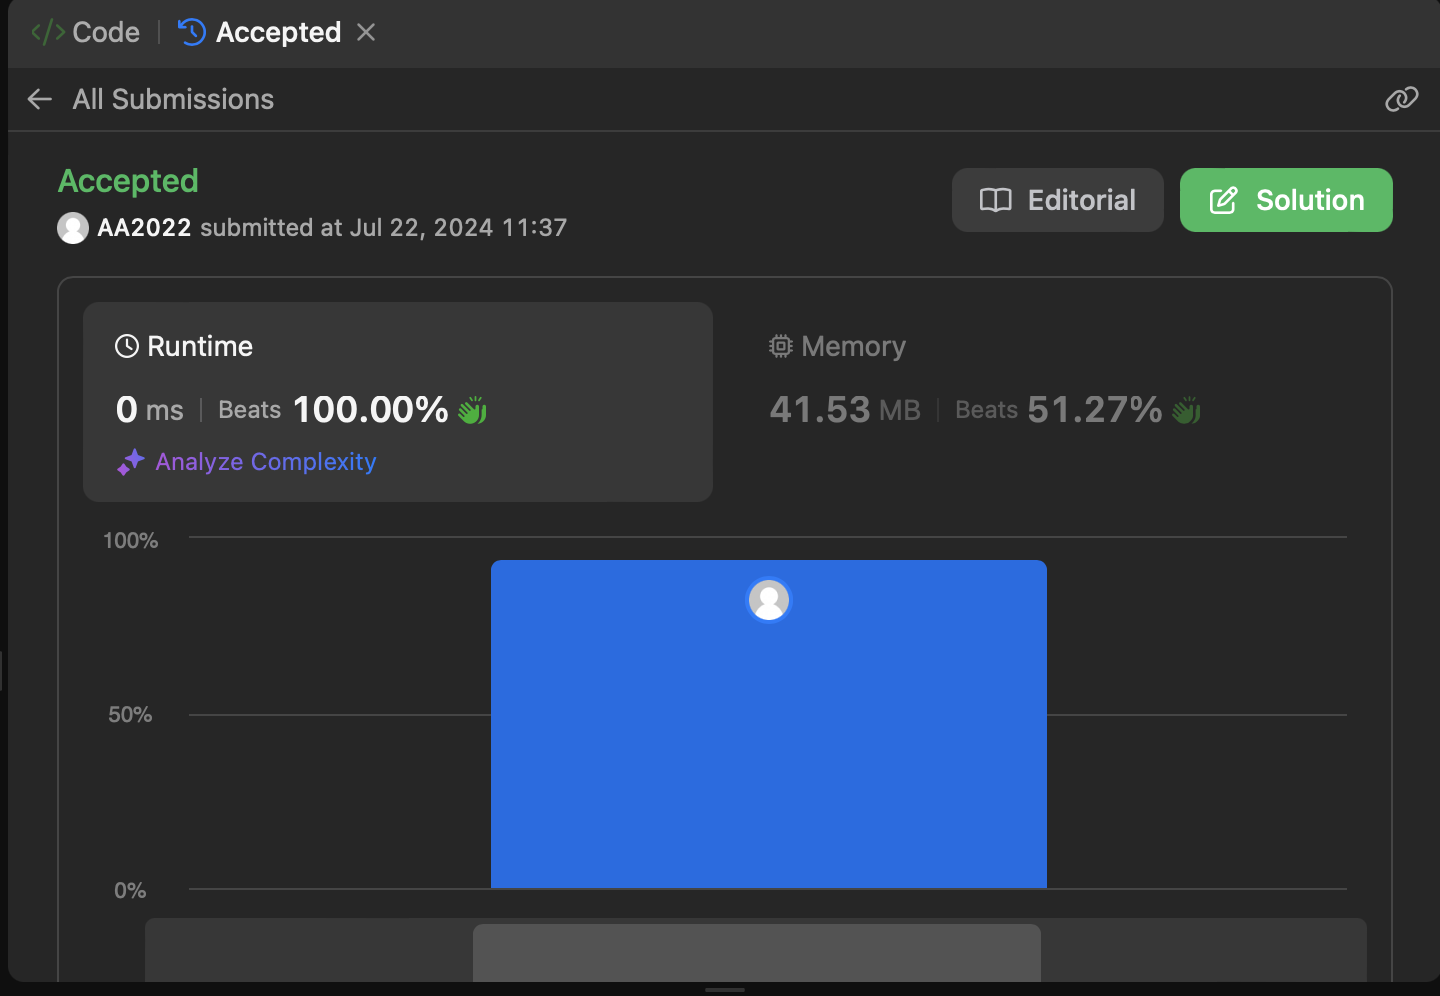 </> Code | Accepted
All Submissions
Accepted
AA2022 submitted at Jul 22, 2024 11:37
Editorial
Solution
Runtime
0 ms | Beats 100.00%
Analyze Complexity
Memory
41.53 MB | Beats 51.27%
100%
50%
0%